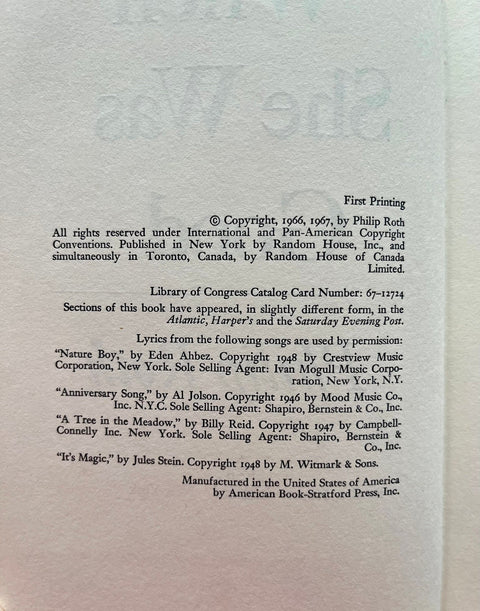 First Printing
© Copyright, 1966, 1967, by Philip Roth
All rights reserved under International and Pan-American Copyright
Conventions. Published in New York by Random House, Inc., and
simultaneously in Toronto, Canada, by Random House of Canada
Limited.
Library of Congress Catalog Card Number: 67-12724
Sections of this book have appeared, in slightly different form, in the
Atlantic, Harper's and the Saturday Evening Post.
Lyrics from the following songs are used by permission:
"Nature Boy," by Eden Ahbez. Copyright 1948 by Crestview Music
Corporation, New York. Sole Selling Agent: Ivan Mogull Music Corpo-
ration, New York, N.Y.
"Anniversary Song," by Al Jolson. Copyright 1946 by Mood Music Co.,
Inc. N.Y.C. Sole Selling Agent: Shapiro, Bernstein & Co., Inc.
"A Tree in the Meadow," by Billy Reid. Copyright 1947 by Campbell-
Connelly Inc. New York. Sole Selling Agent: Shapiro, Bernstein &
Co., Inc.
"It's Magic," by Jules Stein. Copyright 1948 by M. Witmark & Sons.
Manufactured in the United States of America
by American Book-Stratford Press, Inc.